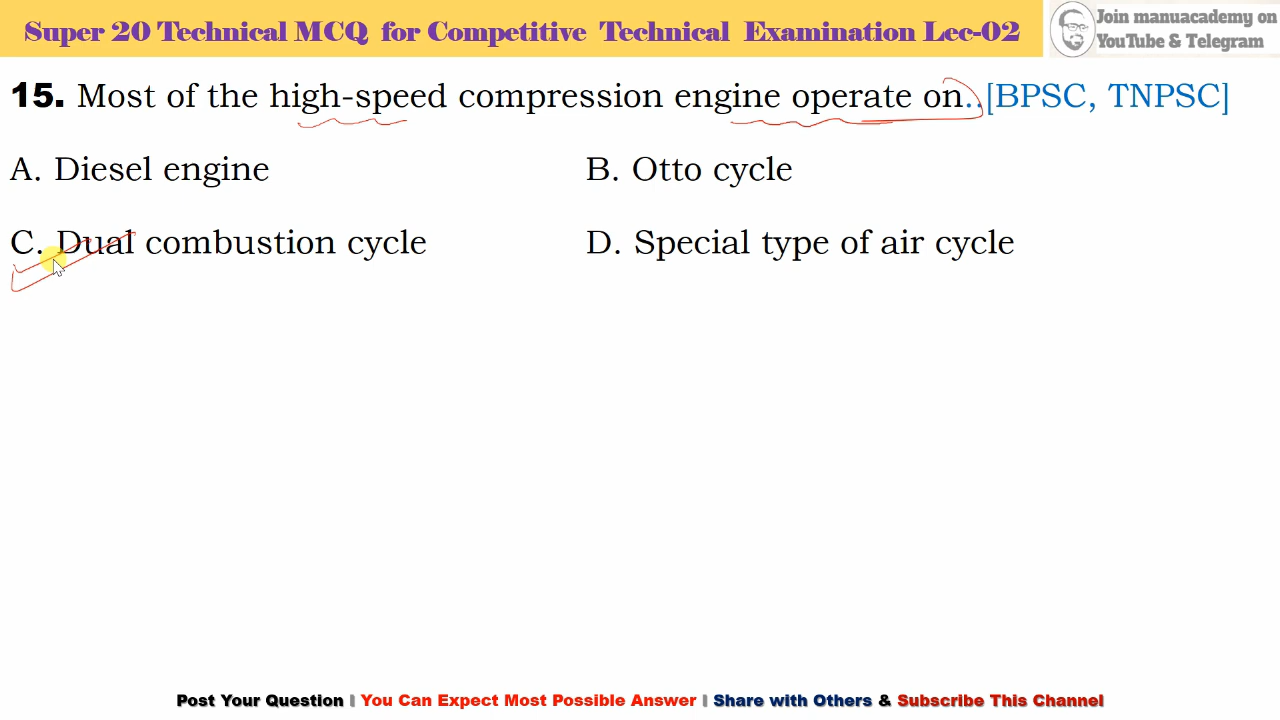 Super 20 Technical MCQ for Competitive Technical Examination Lec-02
Join manuacademy on
YouTube & Telegram
15. Most of the high-speed compression engine operate on..[BPSC, TNPSC]
A. Diesel engine
B. Otto cycle
C. Dual combustion cycle
D. Special type of air cycle
Post Your Question | You Can Expect Most Possible Answer | Share with Others & Subscribe This Channel